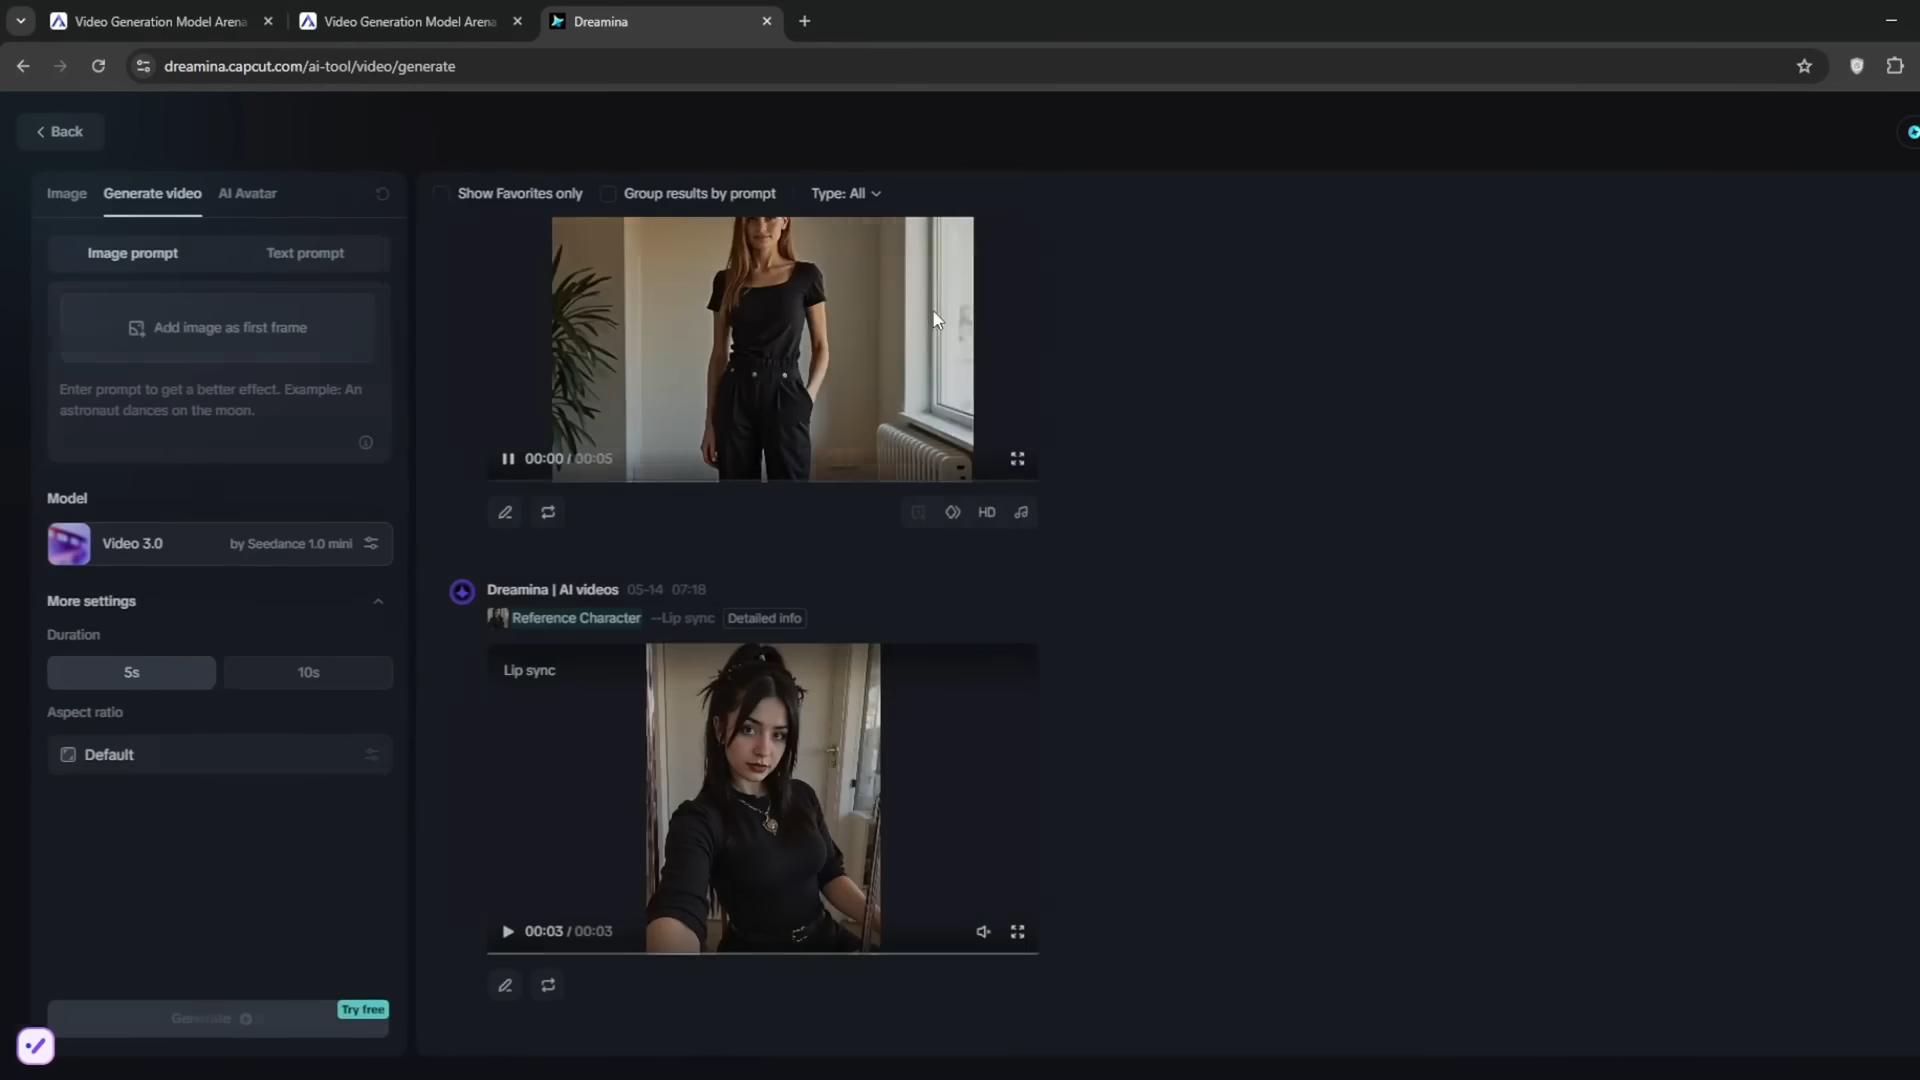 Video Generation Model Arena
Video Generation Model Arena
Dreamina
dreamina.capcut.com/ai-tool/video/generate
Back
Image
Generate video
AI Avatar
Show Favorites only
Group results by prompt
Type: All
Image prompt
Text prompt
Add image as first frame
Enter prompt to get a better effect. Example: An
astronaut dances on the moon.
00:00 / 00:05
HD
Model
Video 3.0
by Seedance 1.0 mini
More settings
Duration
5s
10s
Aspect ratio
Default
Dreamina | AI videos 05-14 07:18
Reference Character --Lip sync Detailed info
Lip sync
00:03 / 00:03
Try free
Generate